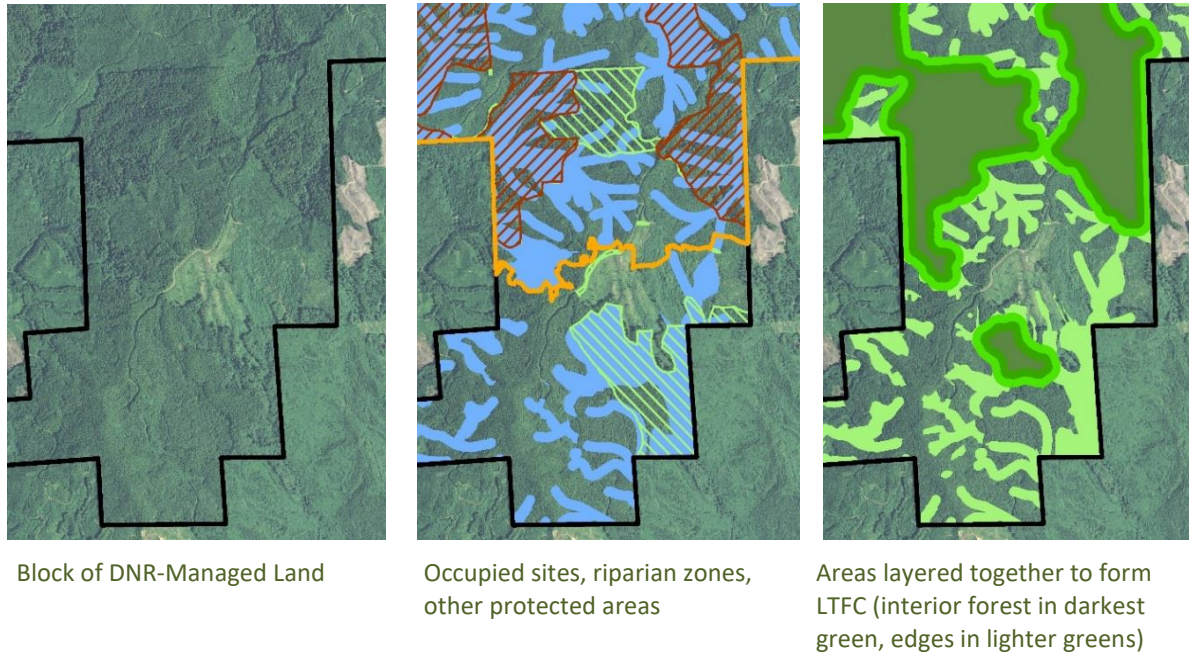 Block of DNR-Managed Land
Occupied sites, riparian zones,
other protected areas
Areas layered together to form
LTFC (interior forest in darkest
green, edges in lighter greens)